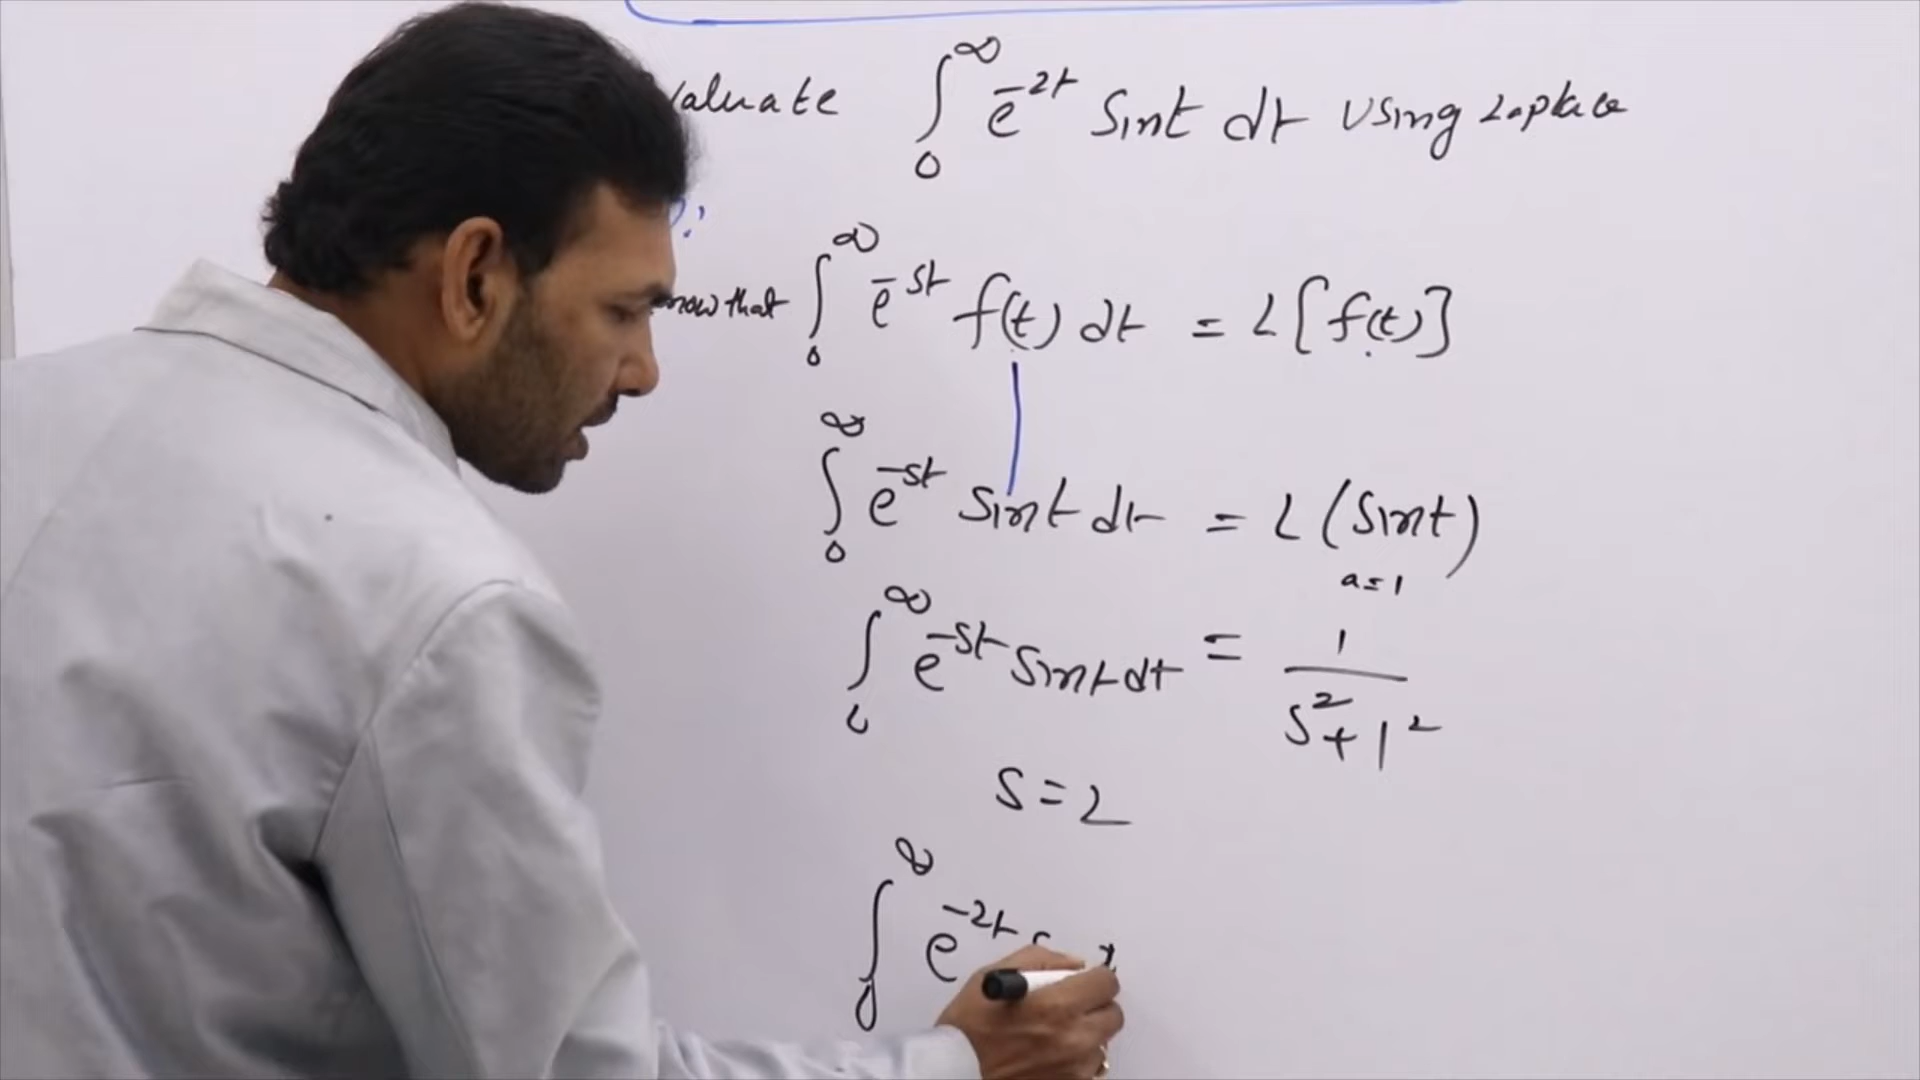 valuate ∫₀^∞ e^-2t Sint dt Using Laplace
now that ∫₀^∞ e^-st f(t) dt = L[f(t)]
∫₀^∞ e^-st Sint dt = L(Sint)
a=1
∫₀^∞ e^-st Sint dt = 1/(S²+1²)
S=2
∫₀^∞ e^-2t